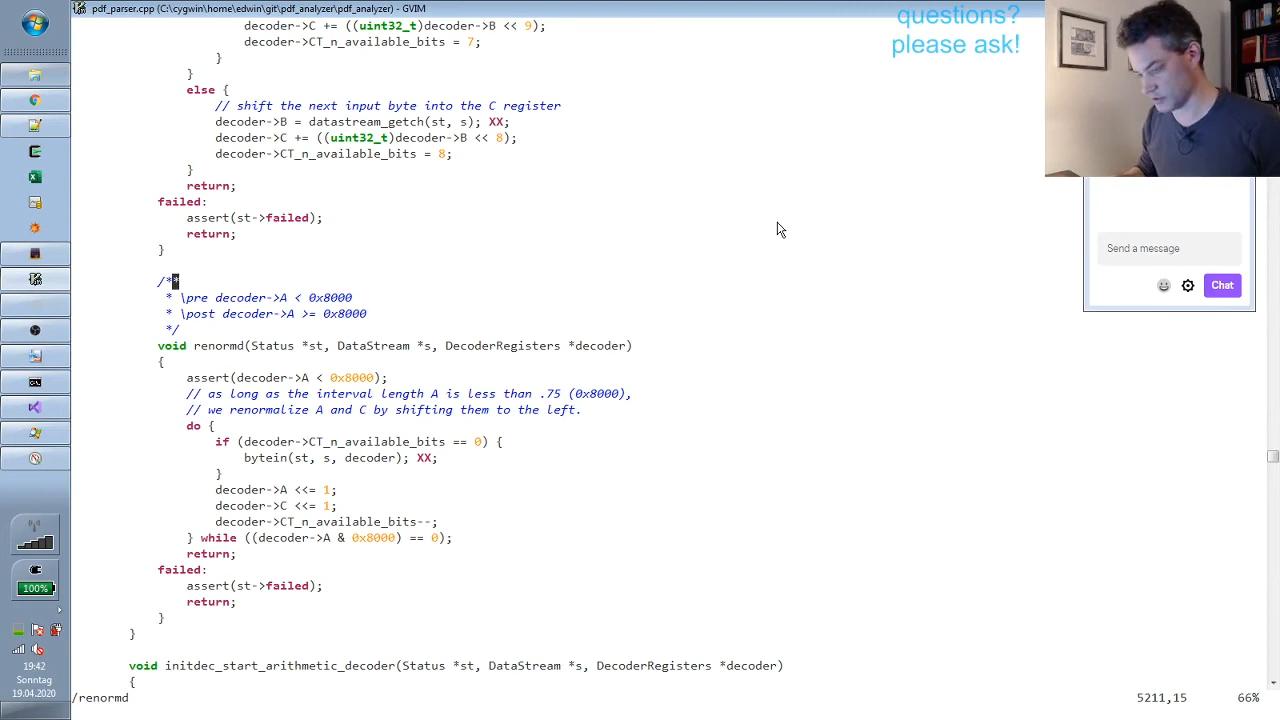 pdf_parser.cpp (C:\cygwin\home\edwin\git\pdf_analyzer\pdf_analyzer) - GVIM
decoder->C += ((uint32_t)decoder->B << 9);
decoder->CT_n_available_bits = 7;
}
}
else {
// shift the next input byte into the C register
decoder->B = datastream_getch(st, s); XX;
decoder->C += ((uint32_t)decoder->B << 8);
decoder->CT_n_available_bits = 8;
}
return;
failed:
assert(st->failed);
return;
}
/**
* \pre decoder->A < 0x8000
* \post decoder->A >= 0x8000
*/
void renormd(Status *st, DataStream *s, DecoderRegisters *decoder)
{
assert(decoder->A < 0x8000);
// as long as the interval length A is less than .75 (0x8000),
// we renormalize A and C by shifting them to the left.
do {
if (decoder->CT_n_available_bits == 0) {
bytein(st, s, decoder); XX;
}
decoder->A <<= 1;
decoder->C <<= 1;
decoder->CT_n_available_bits--;
} while ((decoder->A & 0x8000) == 0);
return;
failed:
assert(st->failed);
return;
}
}
void initdec_start_arithmetic_decoder(Status *st, DataStream *s, DecoderRegisters *decoder)
{
/renormd
5211,15
66%
questions?
please ask!
Send a message
Chat
100%
19:42
Sonntag
19.04.2020